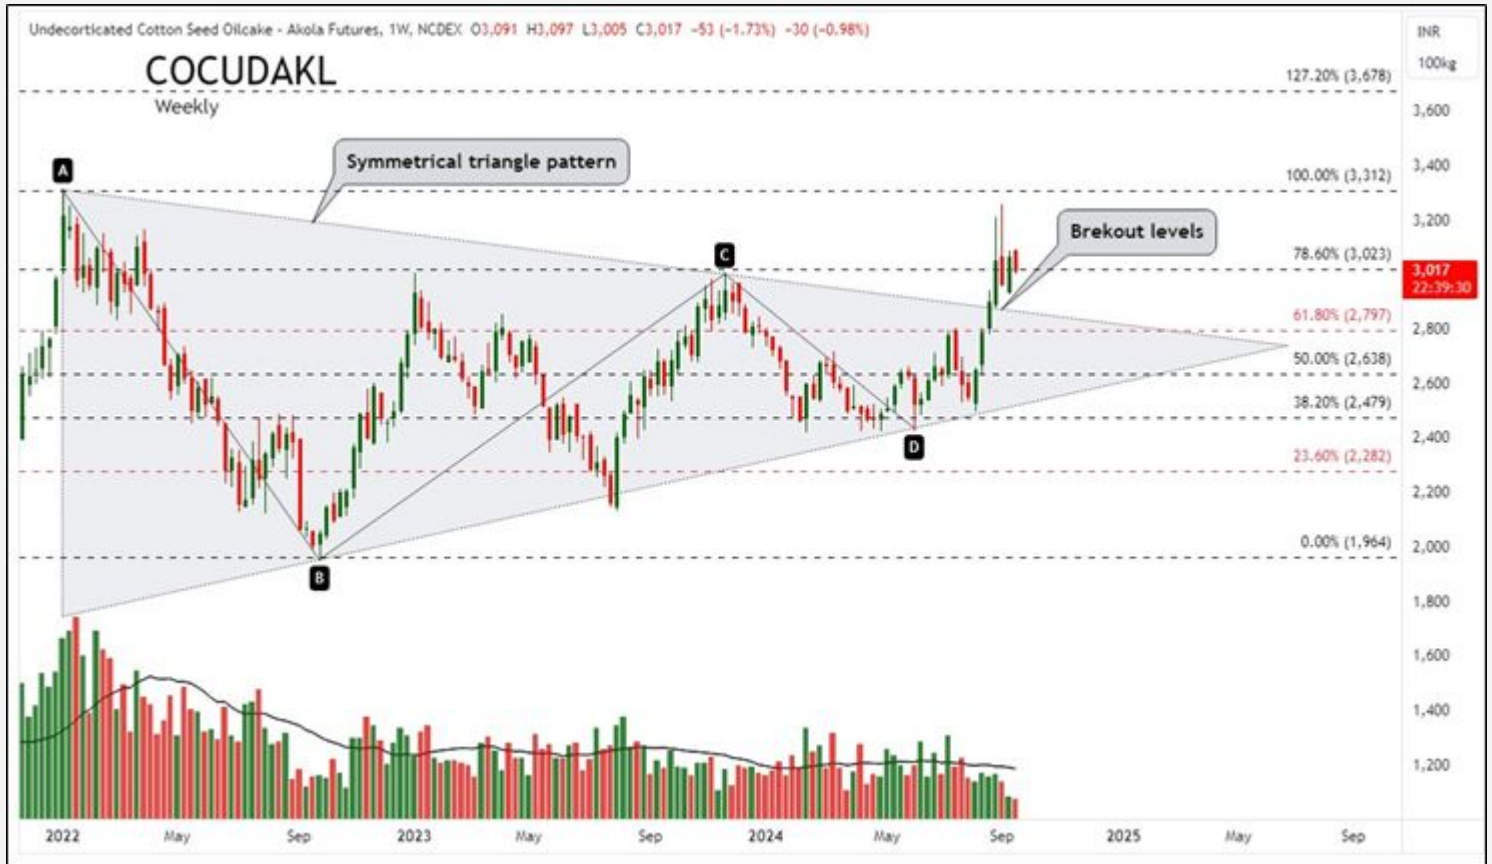 Undecorticated Cotton Seed Oilcake - Akola Futures, 1W, NCDEX O3,091 H3,097 L3,005 C3,017 −53 (−1.73%) −30 (−0.98%)
INR
100kg
COCUDAKL
Weekly
127.20% (3,678)
3,600
Symmetrical triangle pattern
A
3,400
100.00% (3,312)
3,200
Brekout levels
C
78.60% (3,023)
3,017
22:39:30
61.80% (2,797)
2,800
50.00% (2,638)
2,600
38.20% (2,479)
2,400
D
23.60% (2,282)
2,200
0.00% (1,964)
2,000
B
1,800
1,600
1,400
1,200
2022 May Sep 2023 May Sep 2024 May Sep 2025 May Sep